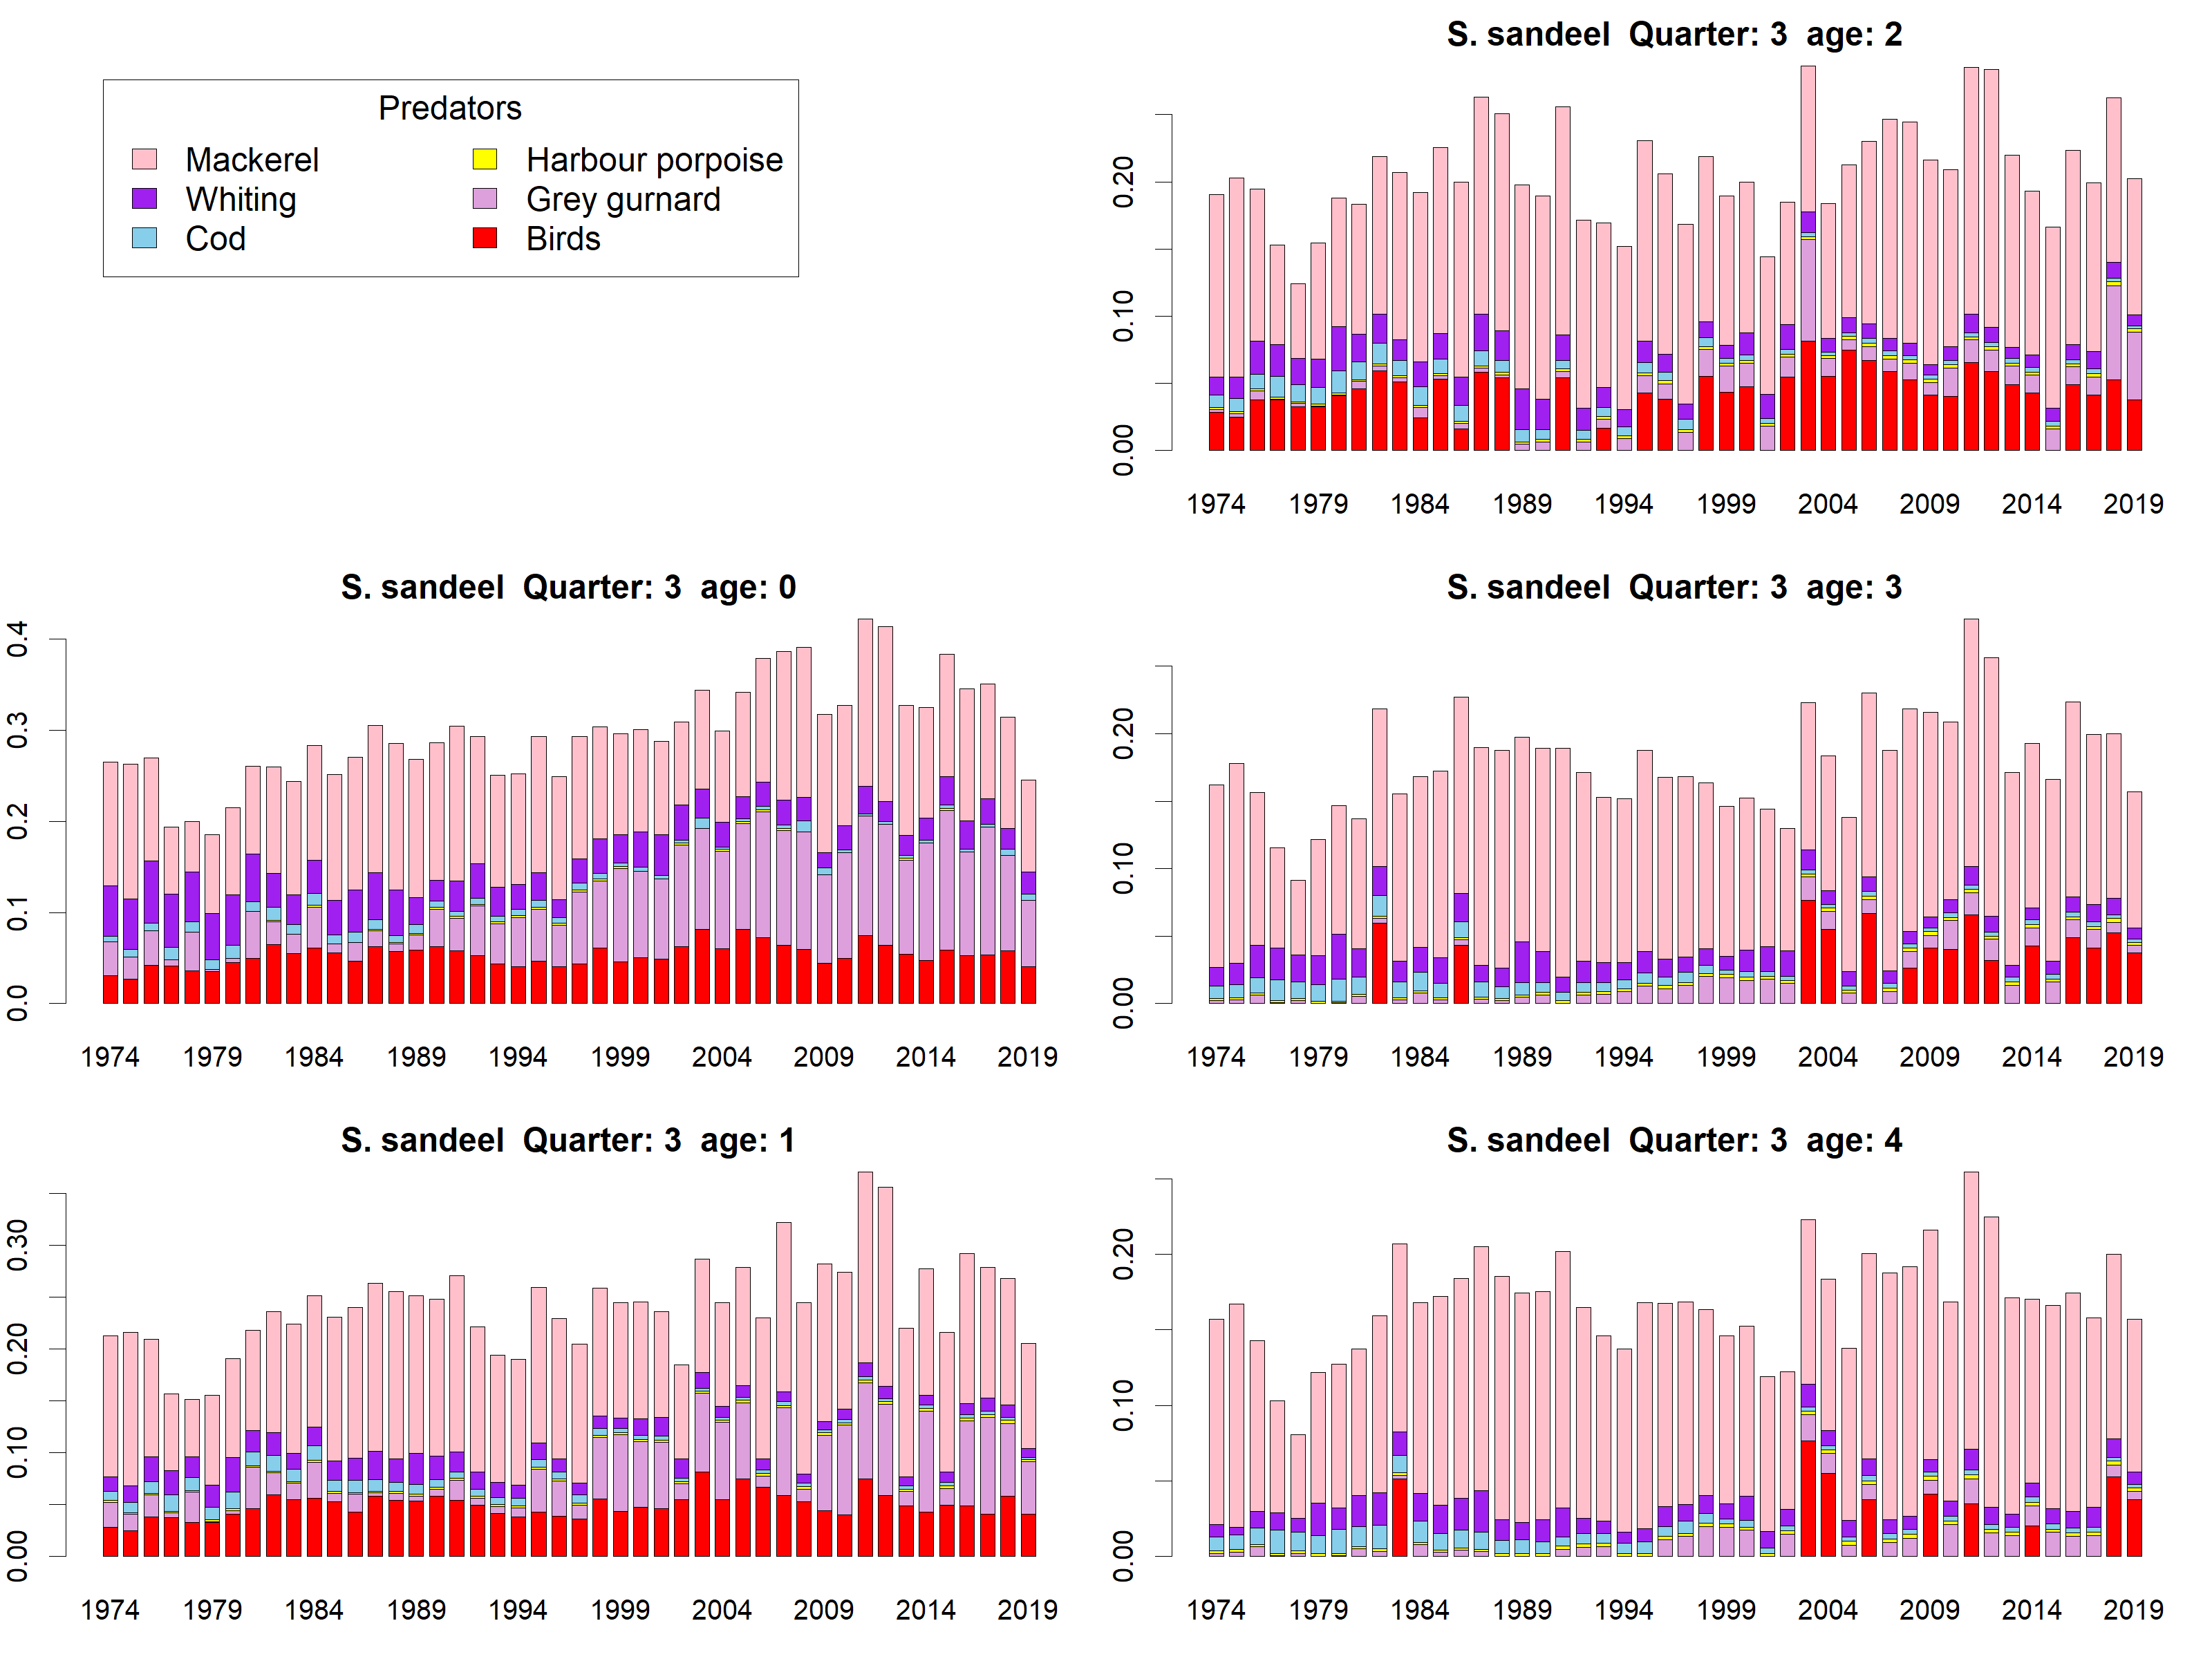 Predators
Mackerel Harbour porpoise
Whiting Grey gurnard
Cod Birds
S. sandeel Quarter: 3 age: 2
0.20
0.10
0.00
1974 1979 1984 1989 1994 1999 2004 2009 2014 2019
S. sandeel Quarter: 3 age: 0
0.4
0.3
0.2
0.1
0.0
1974 1979 1984 1989 1994 1999 2004 2009 2014 2019
S. sandeel Quarter: 3 age: 3
0.20
0.10
0.00
1974 1979 1984 1989 1994 1999 2004 2009 2014 2019
S. sandeel Quarter: 3 age: 1
0.30
0.20
0.10
0.00
1974 1979 1984 1989 1994 1999 2004 2009 2014 2019
S. sandeel Quarter: 3 age: 4
0.20
0.10
0.00
1974 1979 1984 1989 1994 1999 2004 2009 2014 2019